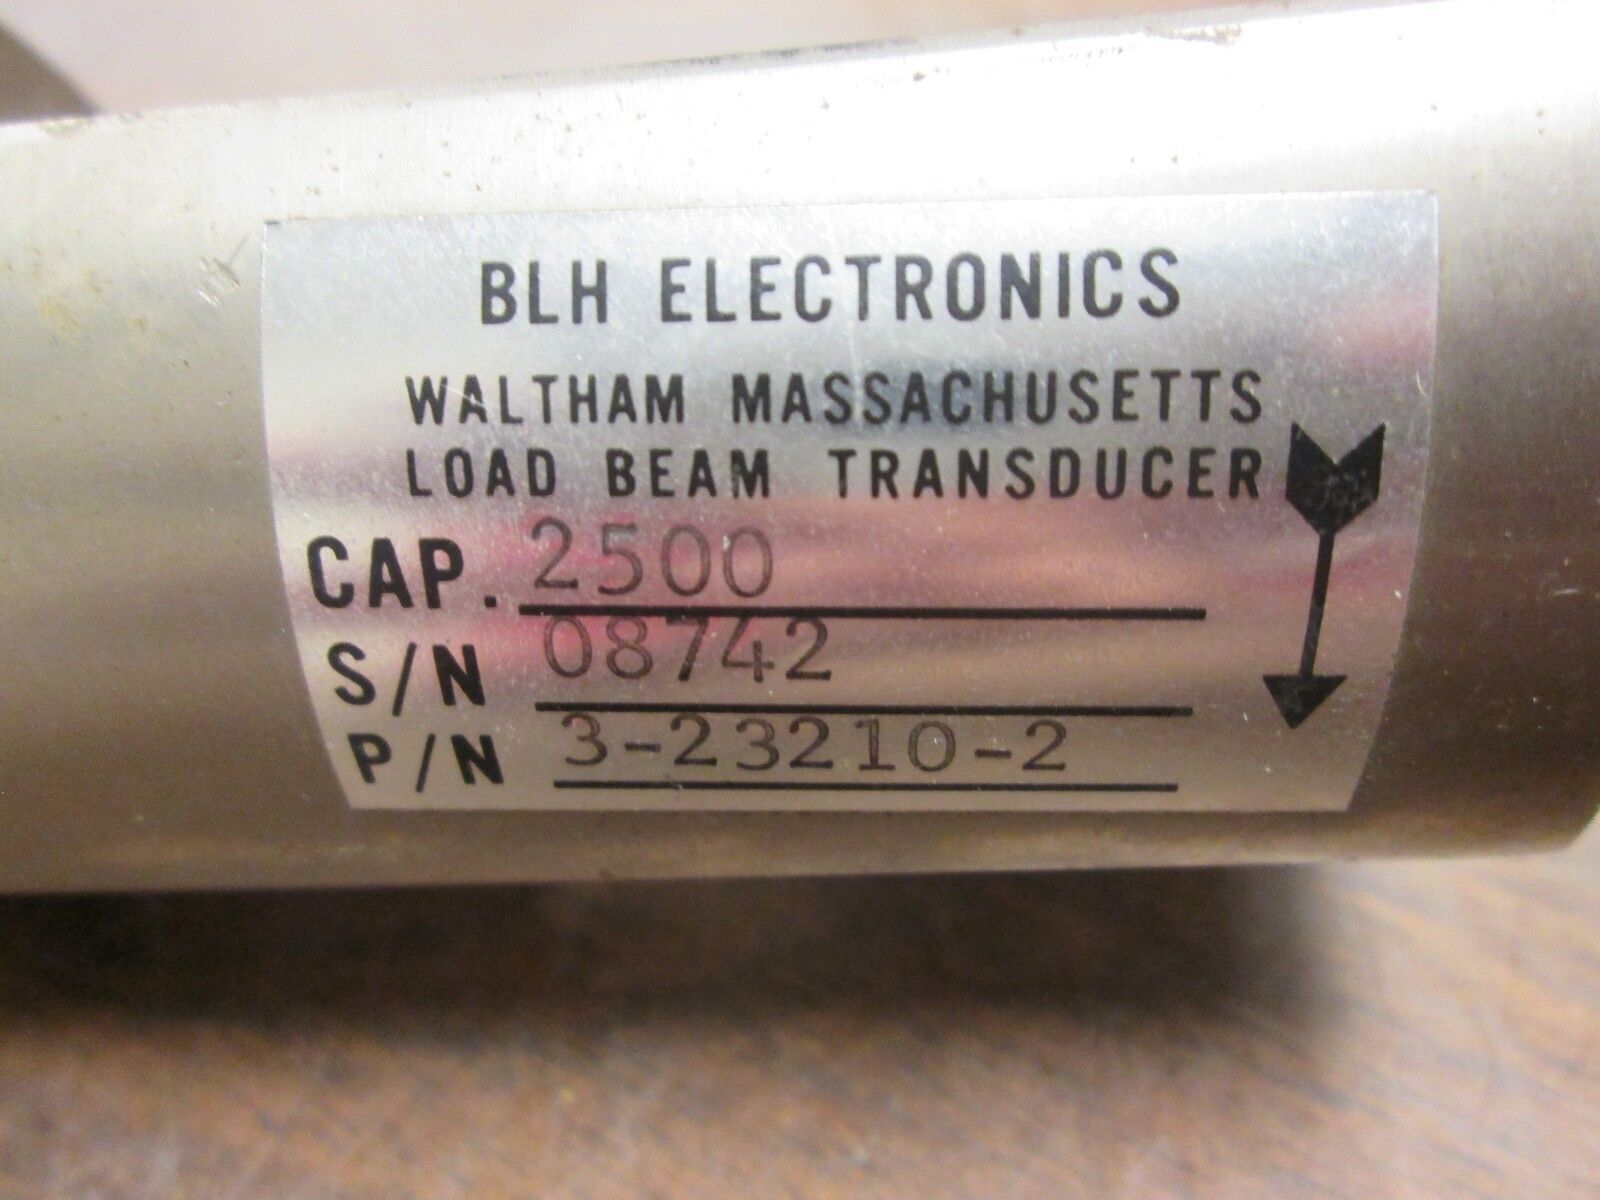 BLH ELECTRONICS
WALTHAM MASSACHUSETTS
LOAD BEAM TRANSDUCER
CAP. 2500
S/N 08742
P/N 3-23210-2